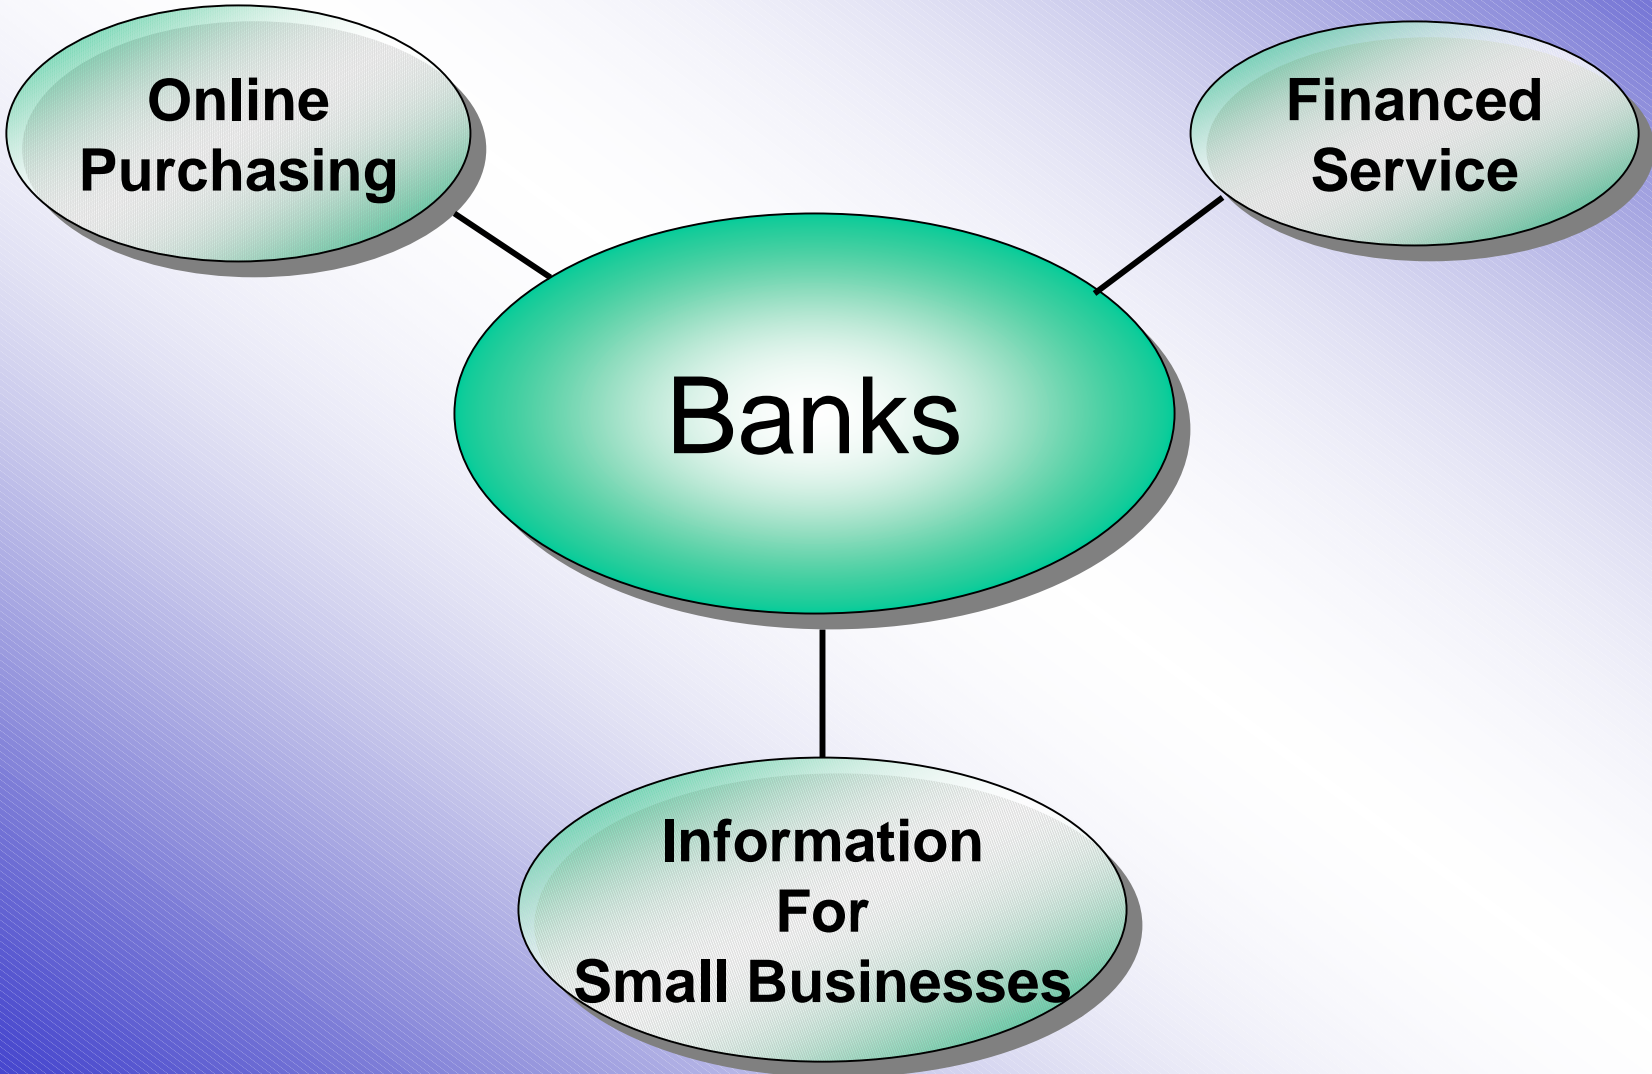 Online
Purchasing
Financed
Service
Banks
Information
For
Small Businesses